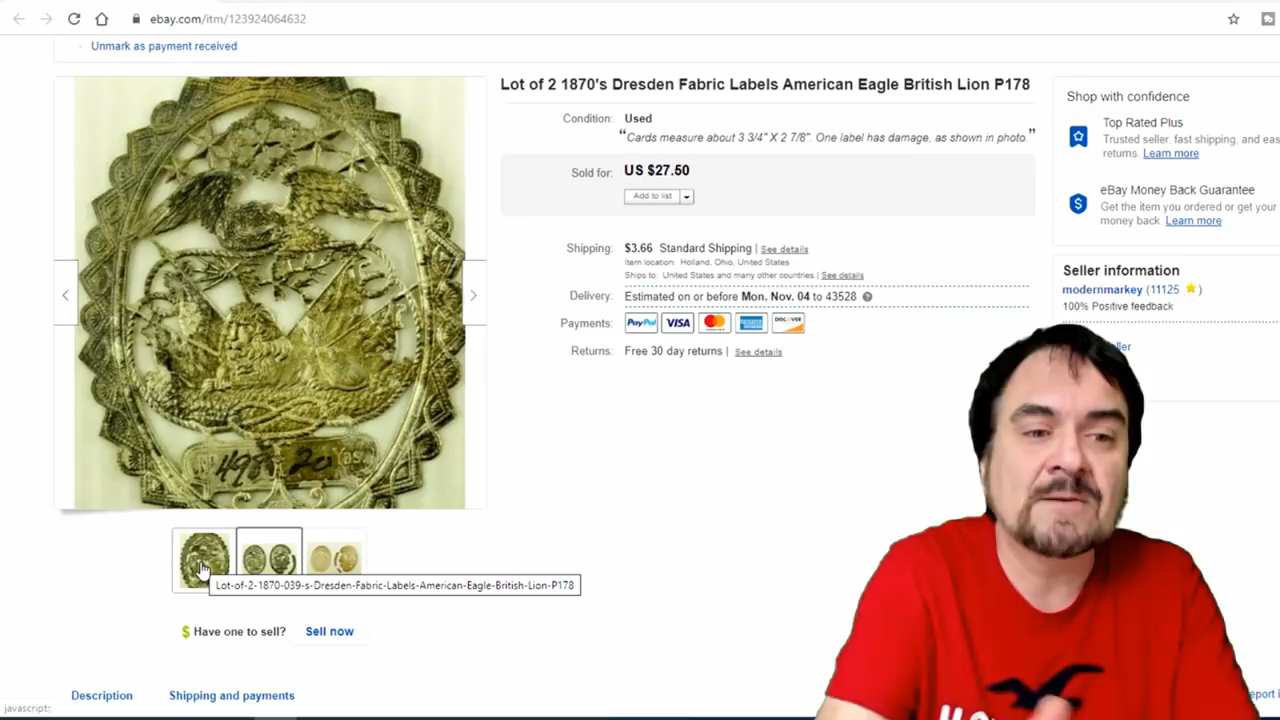 ebay.com/itm/123924064632
Unmark as payment received
Lot of 2 1870's Dresden Fabric Labels American Eagle British Lion P178
Condition: Used
"Cards measure about 3 3/4" X 2 7/8". One label has damage, as shown in photo."
Sold for: US $27.50
Add to list
Shipping: $3.66 Standard Shipping | See details
Item location: Holland, Ohio, United States
Ships to: United States and many other countries | See details
Delivery: Estimated on or before Mon. Nov. 04 to 43528
Payments: PayPal VISA MasterCard AMERICAN EXPRESS DISCOVER
Returns: Free 30 day returns | See details
Shop with confidence
Top Rated Plus
Trusted seller, fast shipping, and eas
returns. Learn more
eBay Money Back Guarantee
Get the item you ordered or get your
money back. Learn more
Seller information
modernmarkey (11125 )
100% Positive feedback
20 Yds
Lot-of-2-1870-039-s-Dresden-Fabric-Labels-American-Eagle-British-Lion-P178
$ Have one to sell? Sell now
Description Shipping and payments
javascript: